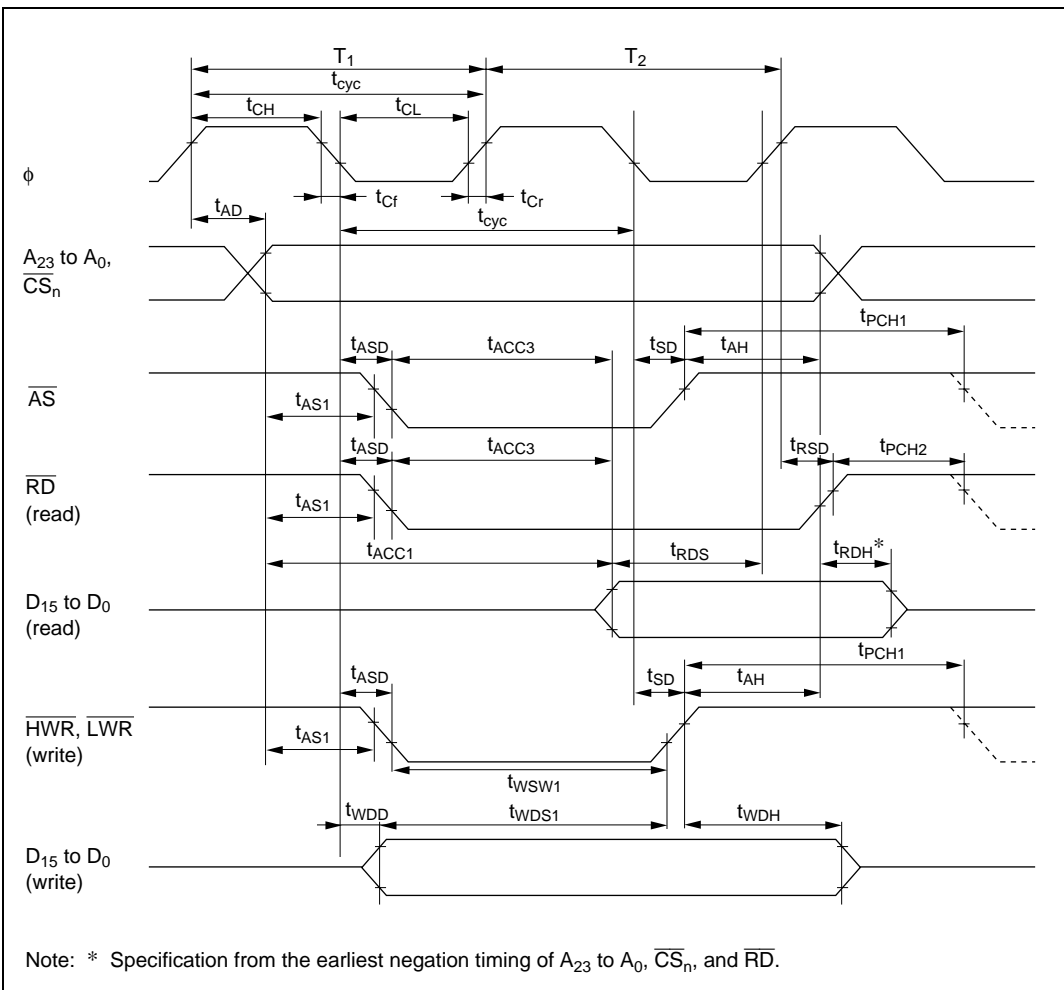 T1 T2
tcyc
tCH tCL
ϕ
tCf tCr
tAD tcyc
A23 to A0,
CSn
tPCH1
tASD tACC3 tSD tAH
AS
tAS1
tASD tACC3 tRSD tPCH2
RD
(read)
tAS1
tACC1 tRDS tRDH*
D15 to D0
(read)
tPCH1
tASD tSD tAH
HWR, LWR
(write)
tAS1
tWSW1
tWDD tWDS1 tWDH
D15 to D0
(write)
Note: * Specification from the earliest negation timing of A23 to A0, CSn, and RD.